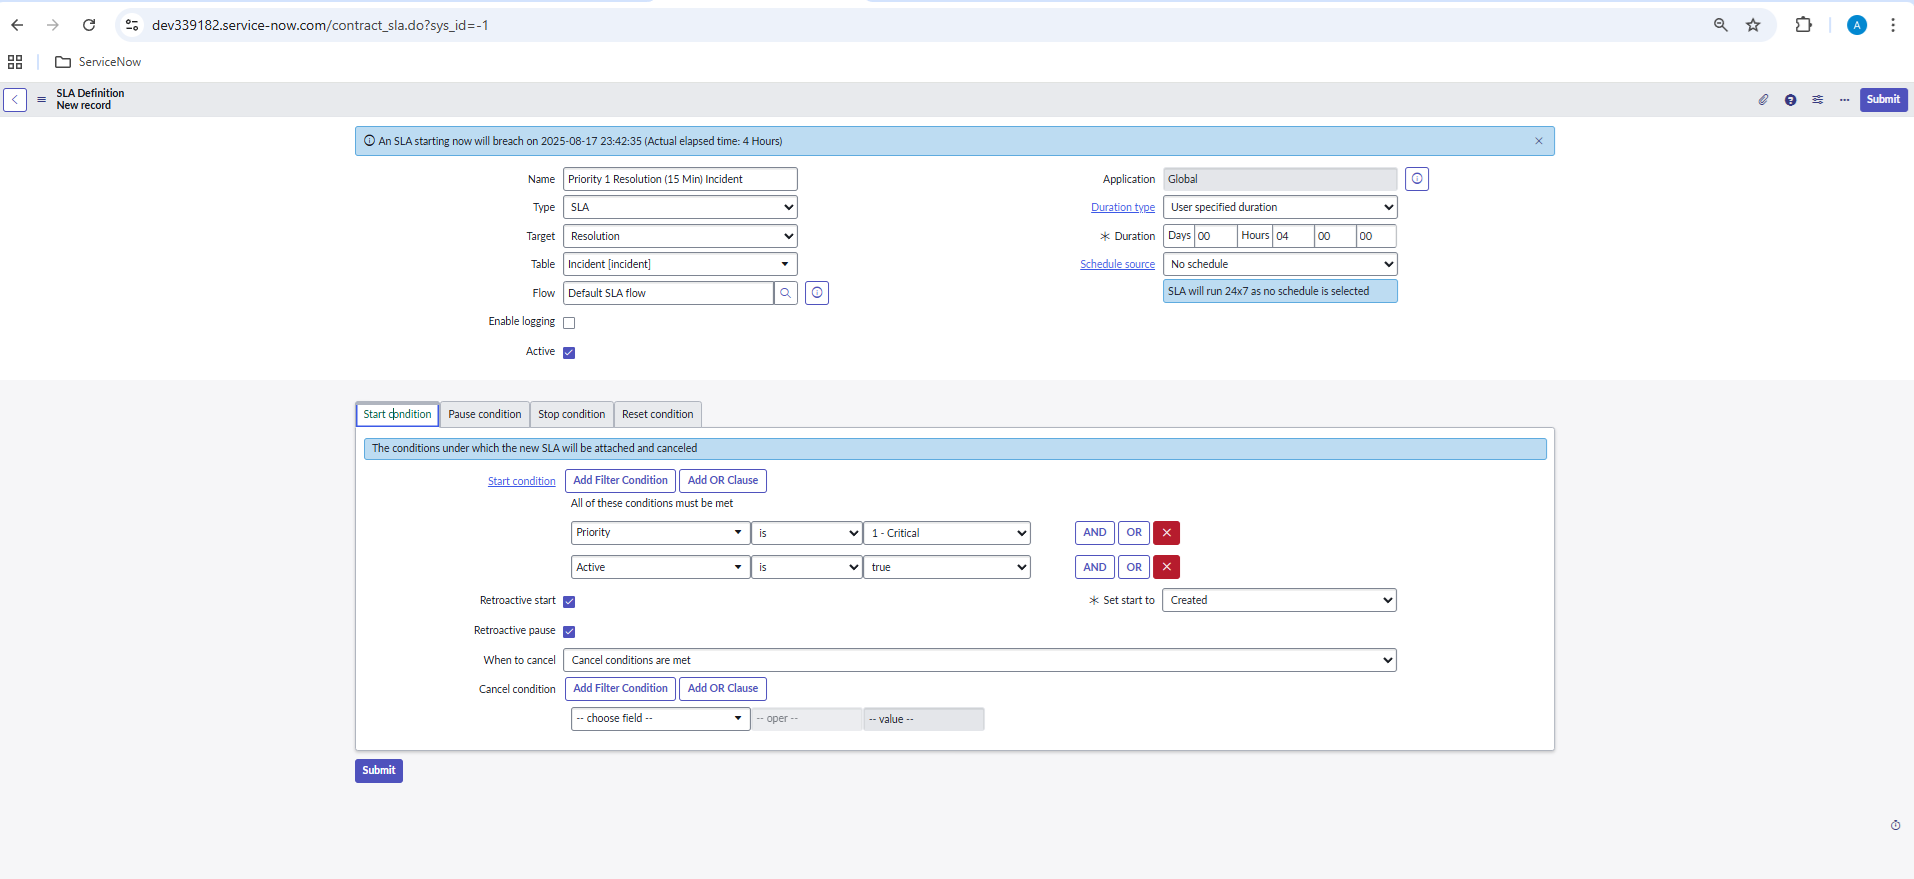 dev339182.service-now.com/contract_sla.do?sys_id=-1
A
ServiceNow
SLA Definition
New record
Submit
An SLA starting now will breach on 2025-08-17 23:42:35 (Actual elapsed time: 4 Hours)
Name Priority 1 Resolution (15 Min) Incident
Application Global
Type SLA
Duration type User specified duration
Target Resolution
Duration Days 00 Hours 04 00 00
Table Incident [incident]
Schedule source No schedule
Flow Default SLA flow
SLA will run 24x7 as no schedule is selected
Enable logging
Active
Start condition Pause condition Stop condition Reset condition
The conditions under which the new SLA will be attached and canceled
Start condition Add Filter Condition Add OR Clause
All of these conditions must be met
Priority is 1 - Critical AND OR
Active is true AND OR
Retroactive start
Set start to Created
Retroactive pause
When to cancel Cancel conditions are met
Cancel condition Add Filter Condition Add OR Clause
-- choose field -- -- oper -- -- value --
Submit